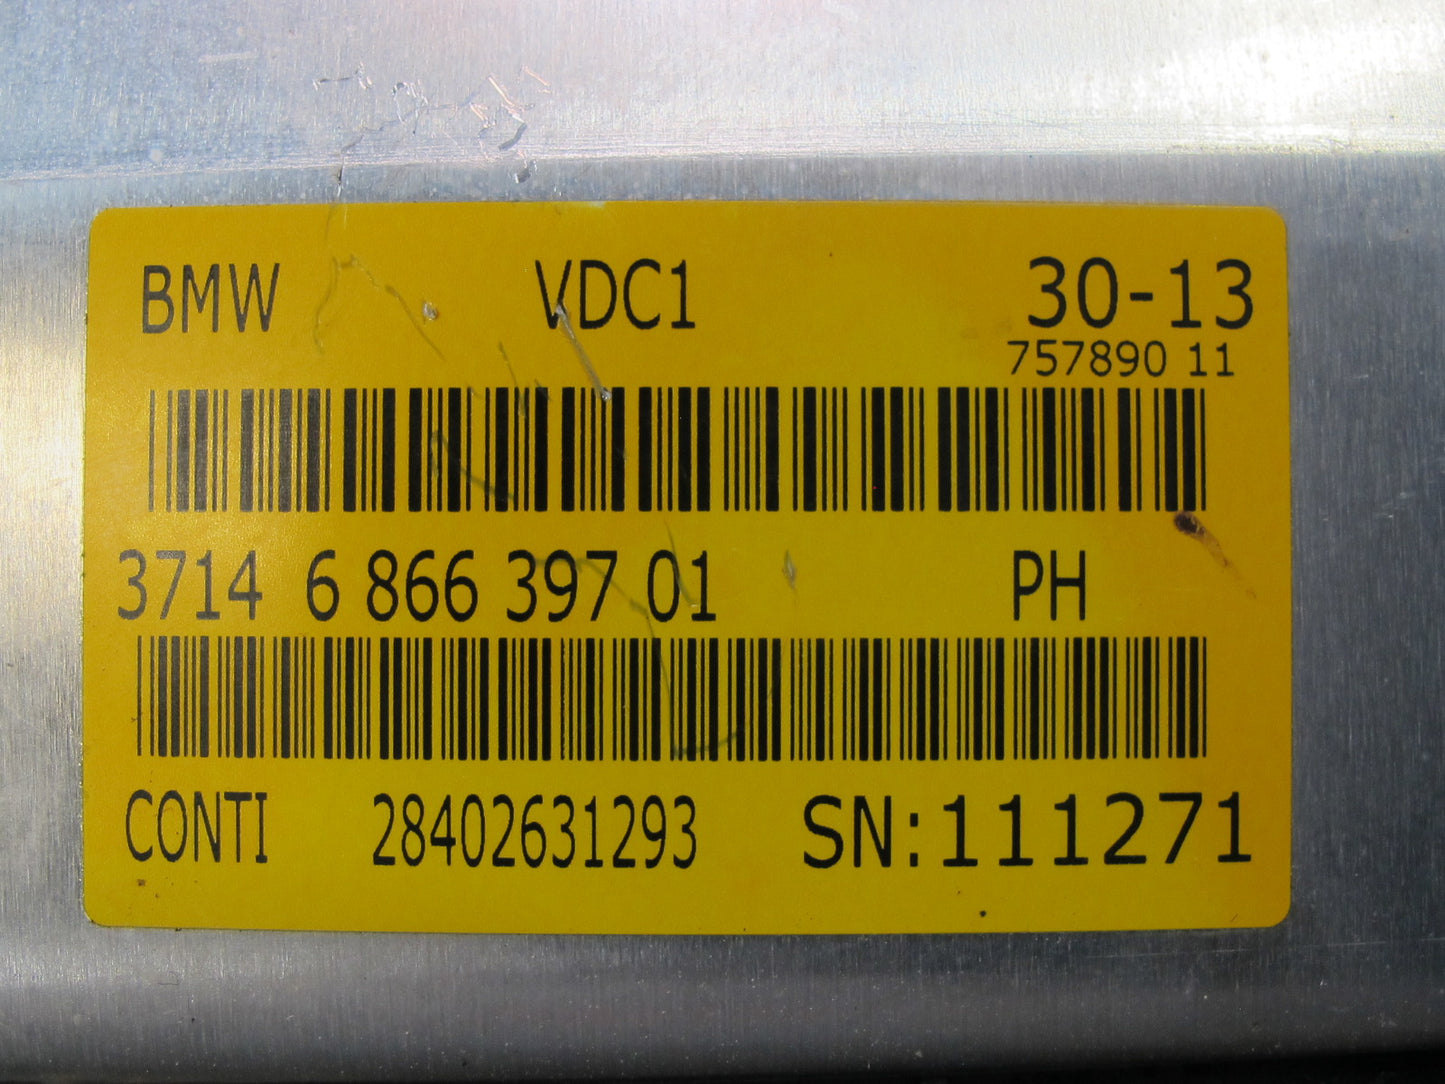 BMW VDC1 30-13
757890 11
3714 6 866 397 01 PH
CONTI 28402631293 SN:111271